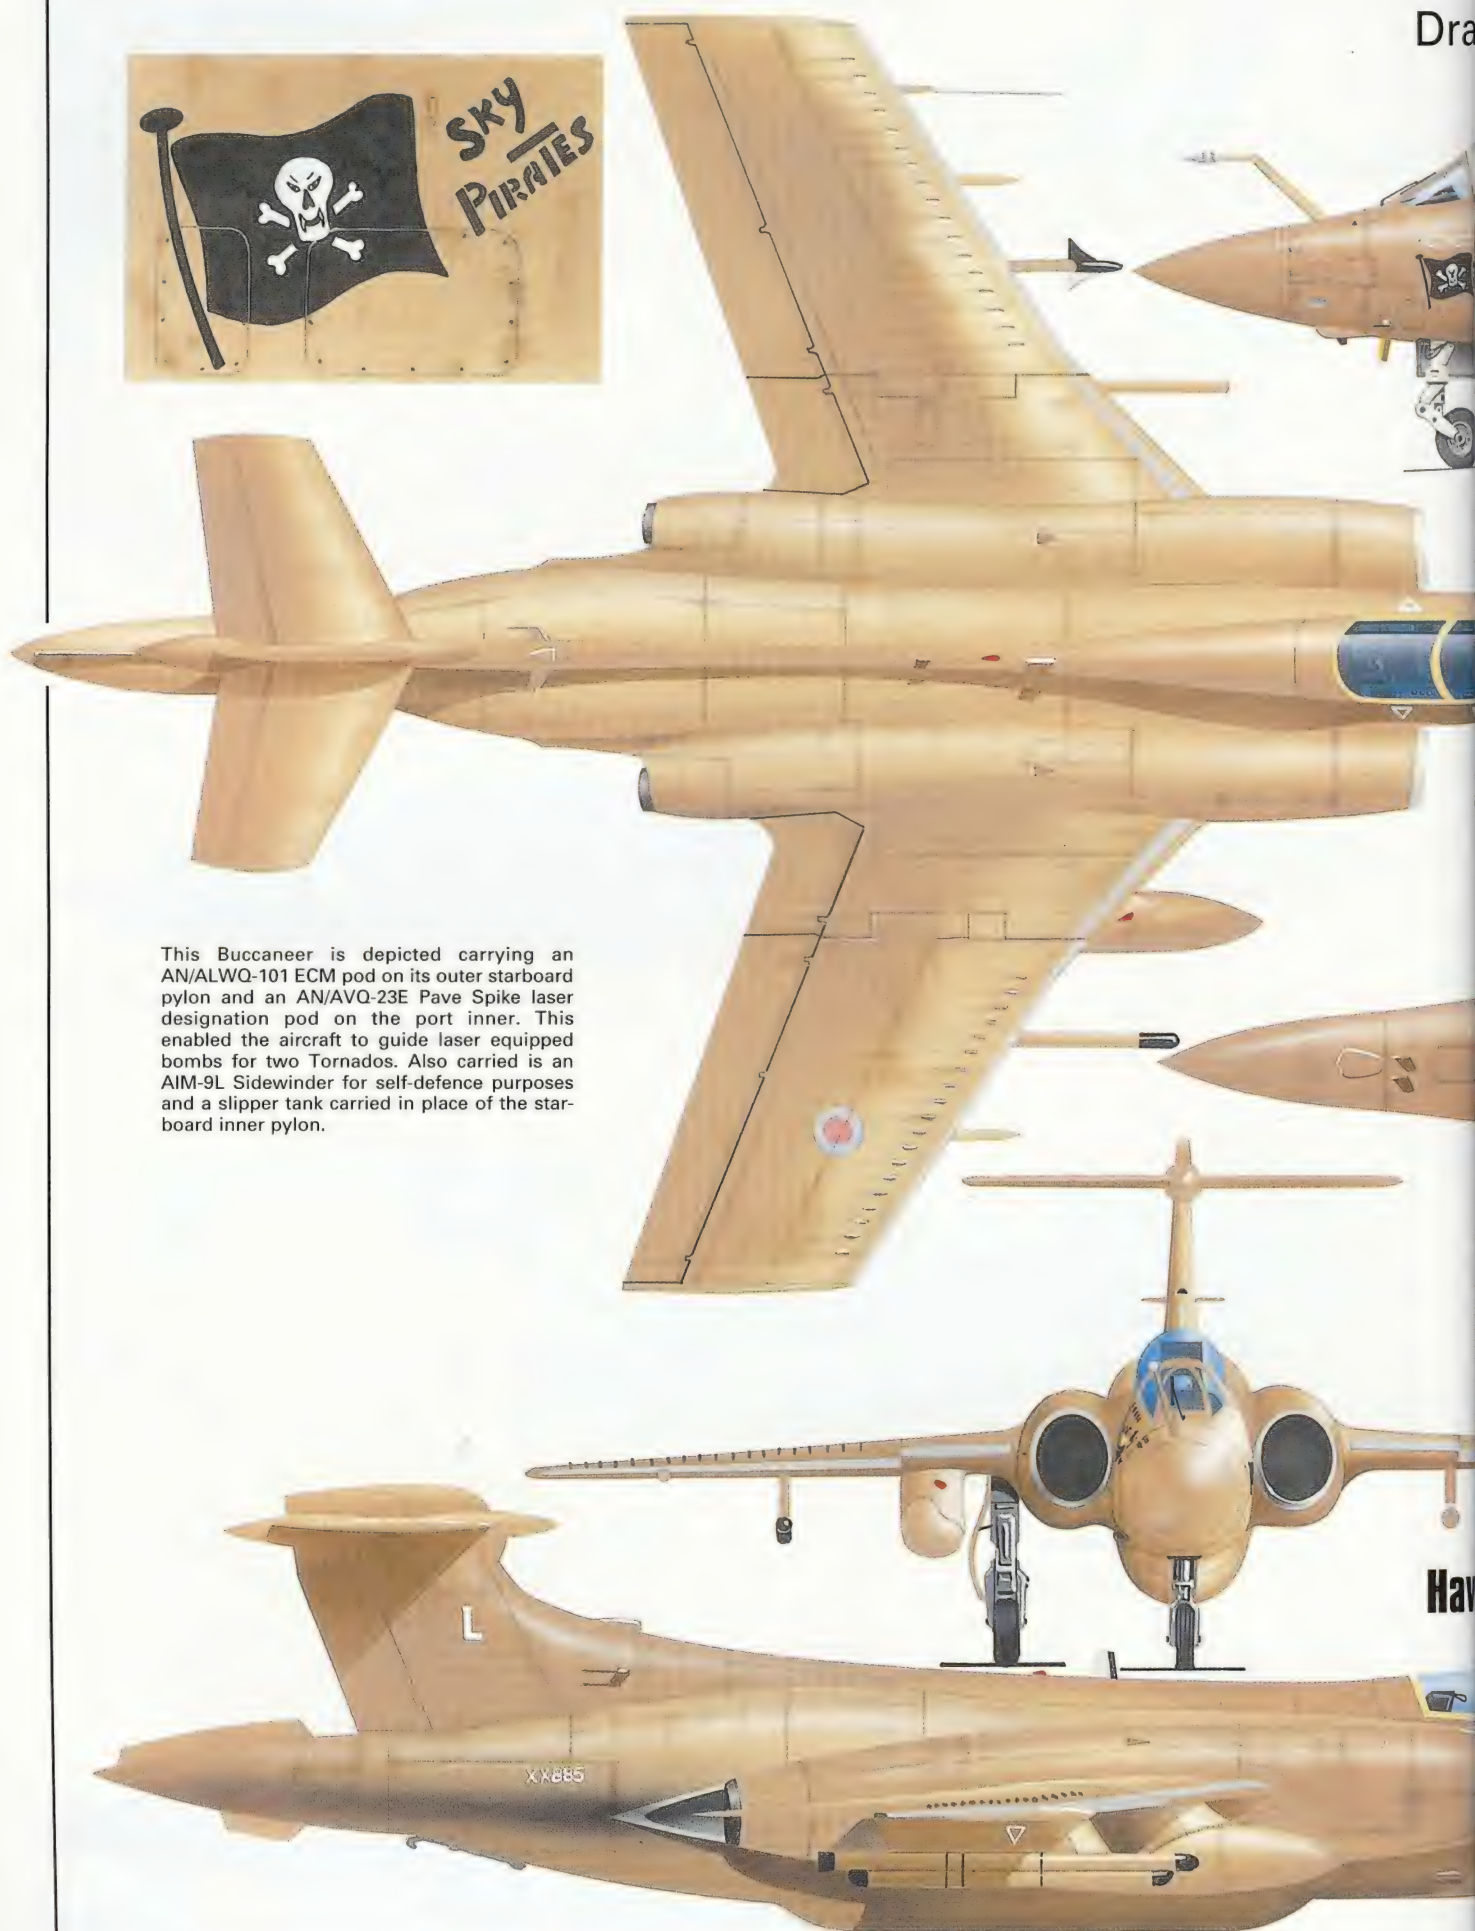 Dra
SKY
PIRATES
This Buccaneer is depicted carrying an
AN/ALWQ-101 ECM pod on its outer starboard
pylon and an AN/AVQ-23E Pave Spike laser
designation pod on the port inner. This
enabled the aircraft to guide laser equipped
bombs for two Tornados. Also carried is an
AIM-9L Sidewinder for self-defence purposes
and a slipper tank carried in place of the star-
board inner pylon.
Haw
L
XX885